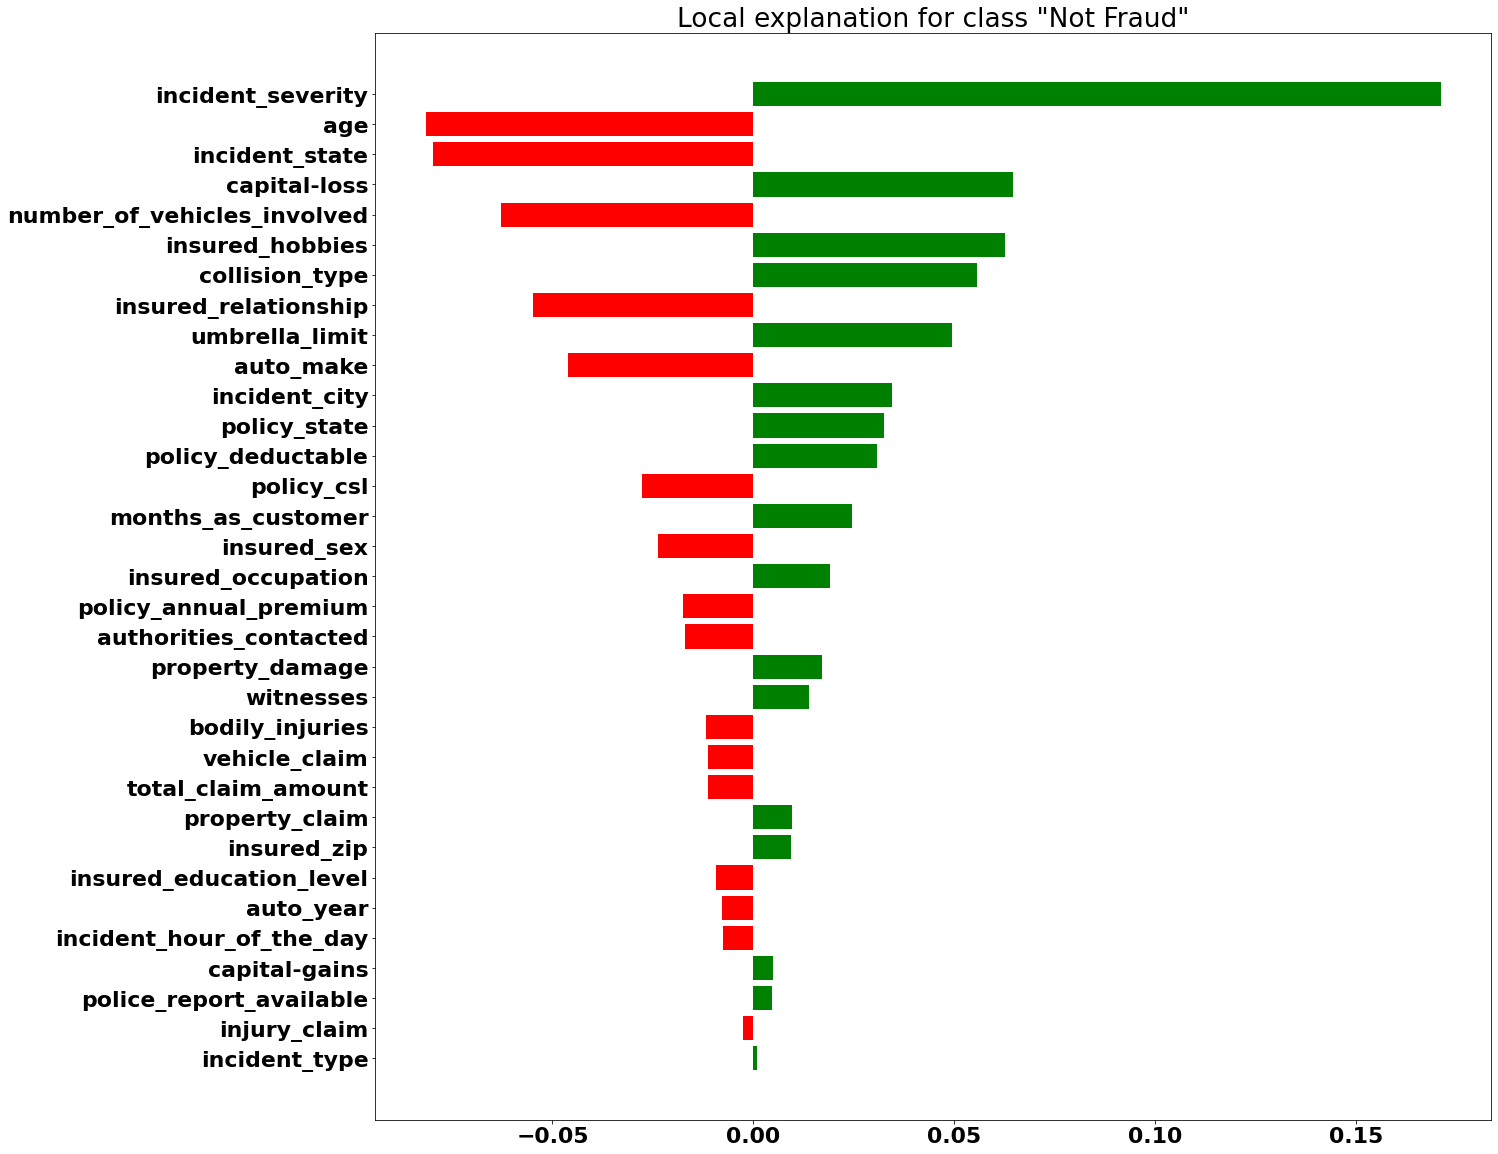 Local explanation for class "Not Fraud"
incident_severity
age
incident_state
capital-loss
number_of_vehicles_involved
insured_hobbies
collision_type
insured_relationship
umbrella_limit
auto_make
incident_city
policy_state
policy_deductable
policy_csl
months_as_customer
insured_sex
insured_occupation
policy_annual_premium
authorities_contacted
property_damage
witnesses
bodily_injuries
vehicle_claim
total_claim_amount
property_claim
insured_zip
insured_education_level
auto_year
incident_hour_of_the_day
capital-gains
police_report_available
injury_claim
incident_type
−0.05 0.00 0.05 0.10 0.15